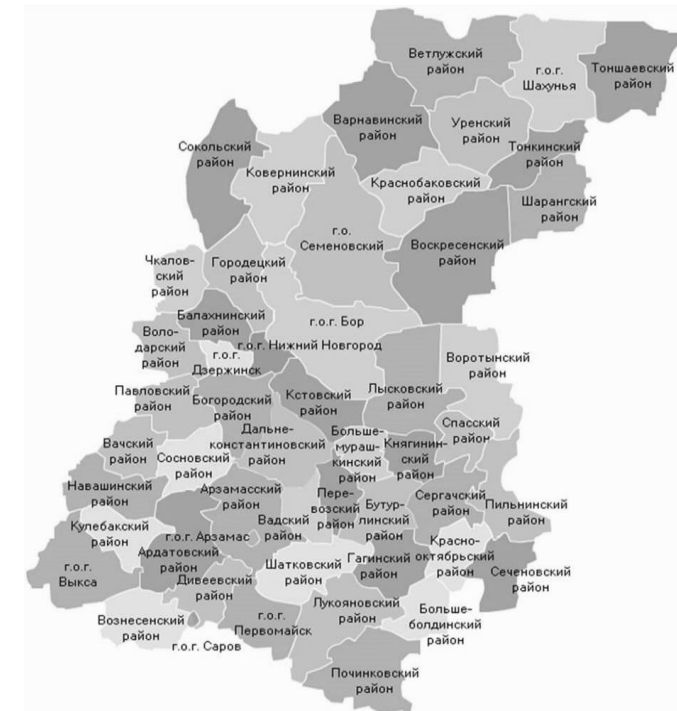 Ветлужский
район
г.о.г.
Шахунья
Тоншаевский
район
Варнавинский
район
Уренский
район
Тонкинский
район
Сокольский
район
Ковернинский
район
Краснобаковский
район
Шарангский
район
г.о.
Семеновский
Воскресенский
район
Чкалов-
ский
район
Городецкий
район
Балахнинский
район
г.о.г. Бор
Воло-
дарский
район
г.о.г. Нижний Новгород
г.о.г.
Дзержинск
Воротынский
район
Павловский
район
Богородский
район
Кстовский
район
Лысковский
район
Дальне-
константиновский
район
Больше-
мураш-
кинский
район
Княгинин-
ский
район
Спасский
район
Вачский
район
Сосновский
район
Навашинский
район
Арзамасский
район
Вадский
район
Пере-
возский
район
Бутур-
линский
район
Сергачский
район
Пильнинский
район
Кулебакский
район
г.о.г. Арзамас
Ардатовский
район
Шатковский
район
Гагинский
район
Красно-
октябрьский
район
Сеченовский
район
г.о.г.
Выкса
Дивеевский
район
Вознесенский
район
г.о.г. Саров
г.о.г.
Первомайск
Лукояновский
район
Больше-
болдинский
район
Починковский
район